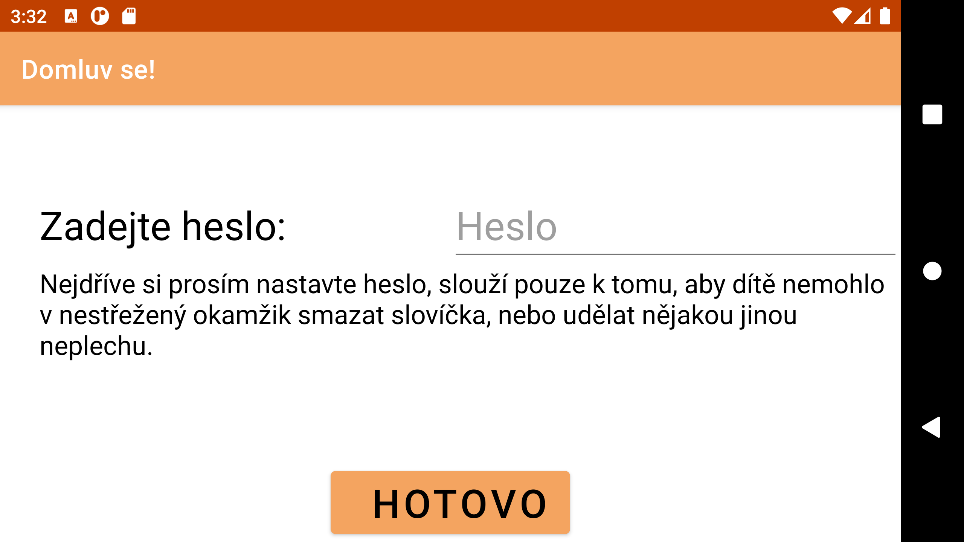 3:32
Domluv se!
Zadejte heslo: Heslo
Nejdříve si prosím nastavte heslo, slouží pouze k tomu, aby dítě nemohlo
v nestřežený okamžik smazat slovíčka, nebo udělat nějakou jinou
neplechu.
HOTOVO